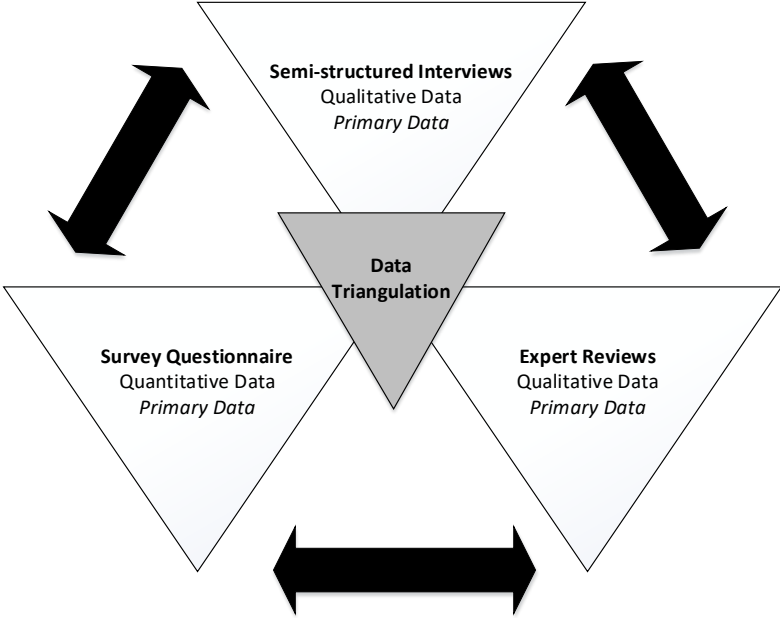 Semi-structured Interviews
Qualitative Data
Primary Data
Data
Triangulation
Survey Questionnaire
Quantitative Data
Primary Data
Expert Reviews
Qualitative Data
Primary Data